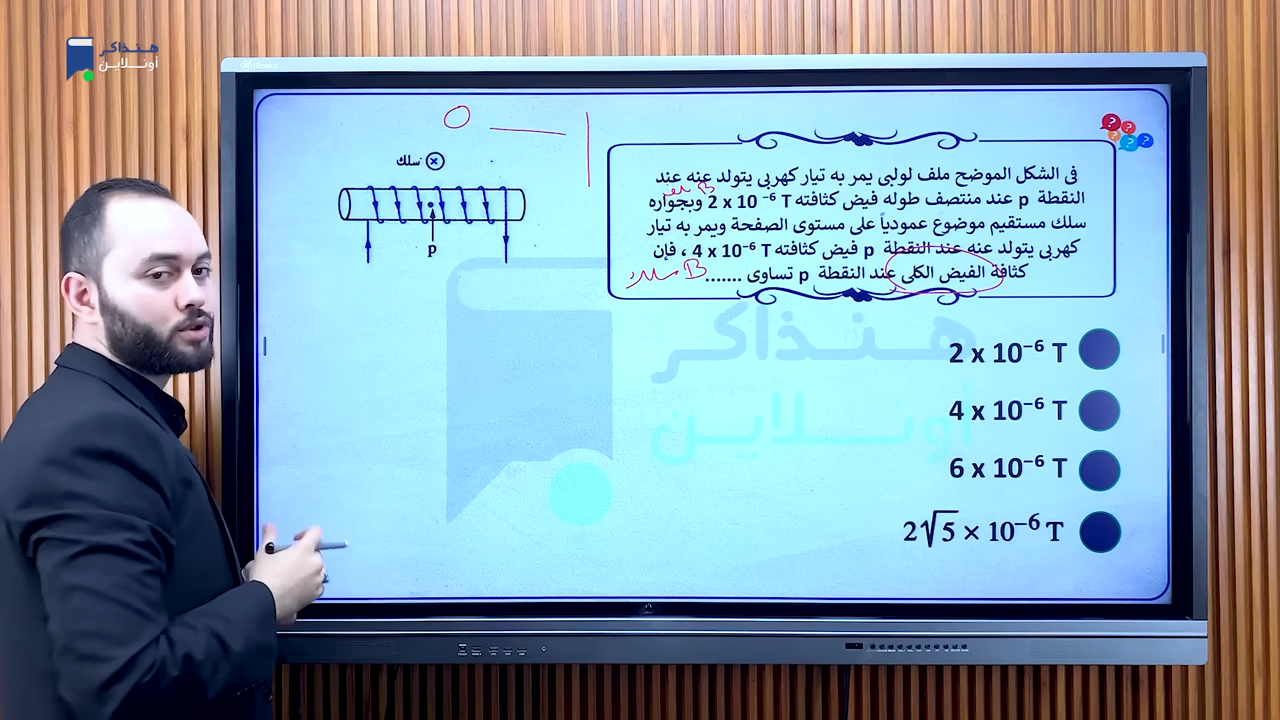 هنذاكر
أونلاين
iBoard
سلك
p
فى الشكل الموضح ملف لولبى يمر به تيار كهربى يتولد عنه عند
النقطة p عند منتصف طوله فيض كثافته 2 x 10 ⁻⁶ T وبجواره
سلك مستقيم موضوع عمودياً على مستوى الصفحة ويمر به تيار
كهربى يتولد عنه عند النقطة p فيض كثافته 4 x 10⁻⁶ T ، فإن
كثافة الفيض الكلى عند النقطة p تساوى .......
B
B
2 x 10⁻⁶ T
4 x 10⁻⁶ T
6 x 10⁻⁶ T
2√5 × 10⁻⁶ T
هنذاكر
أونلاين